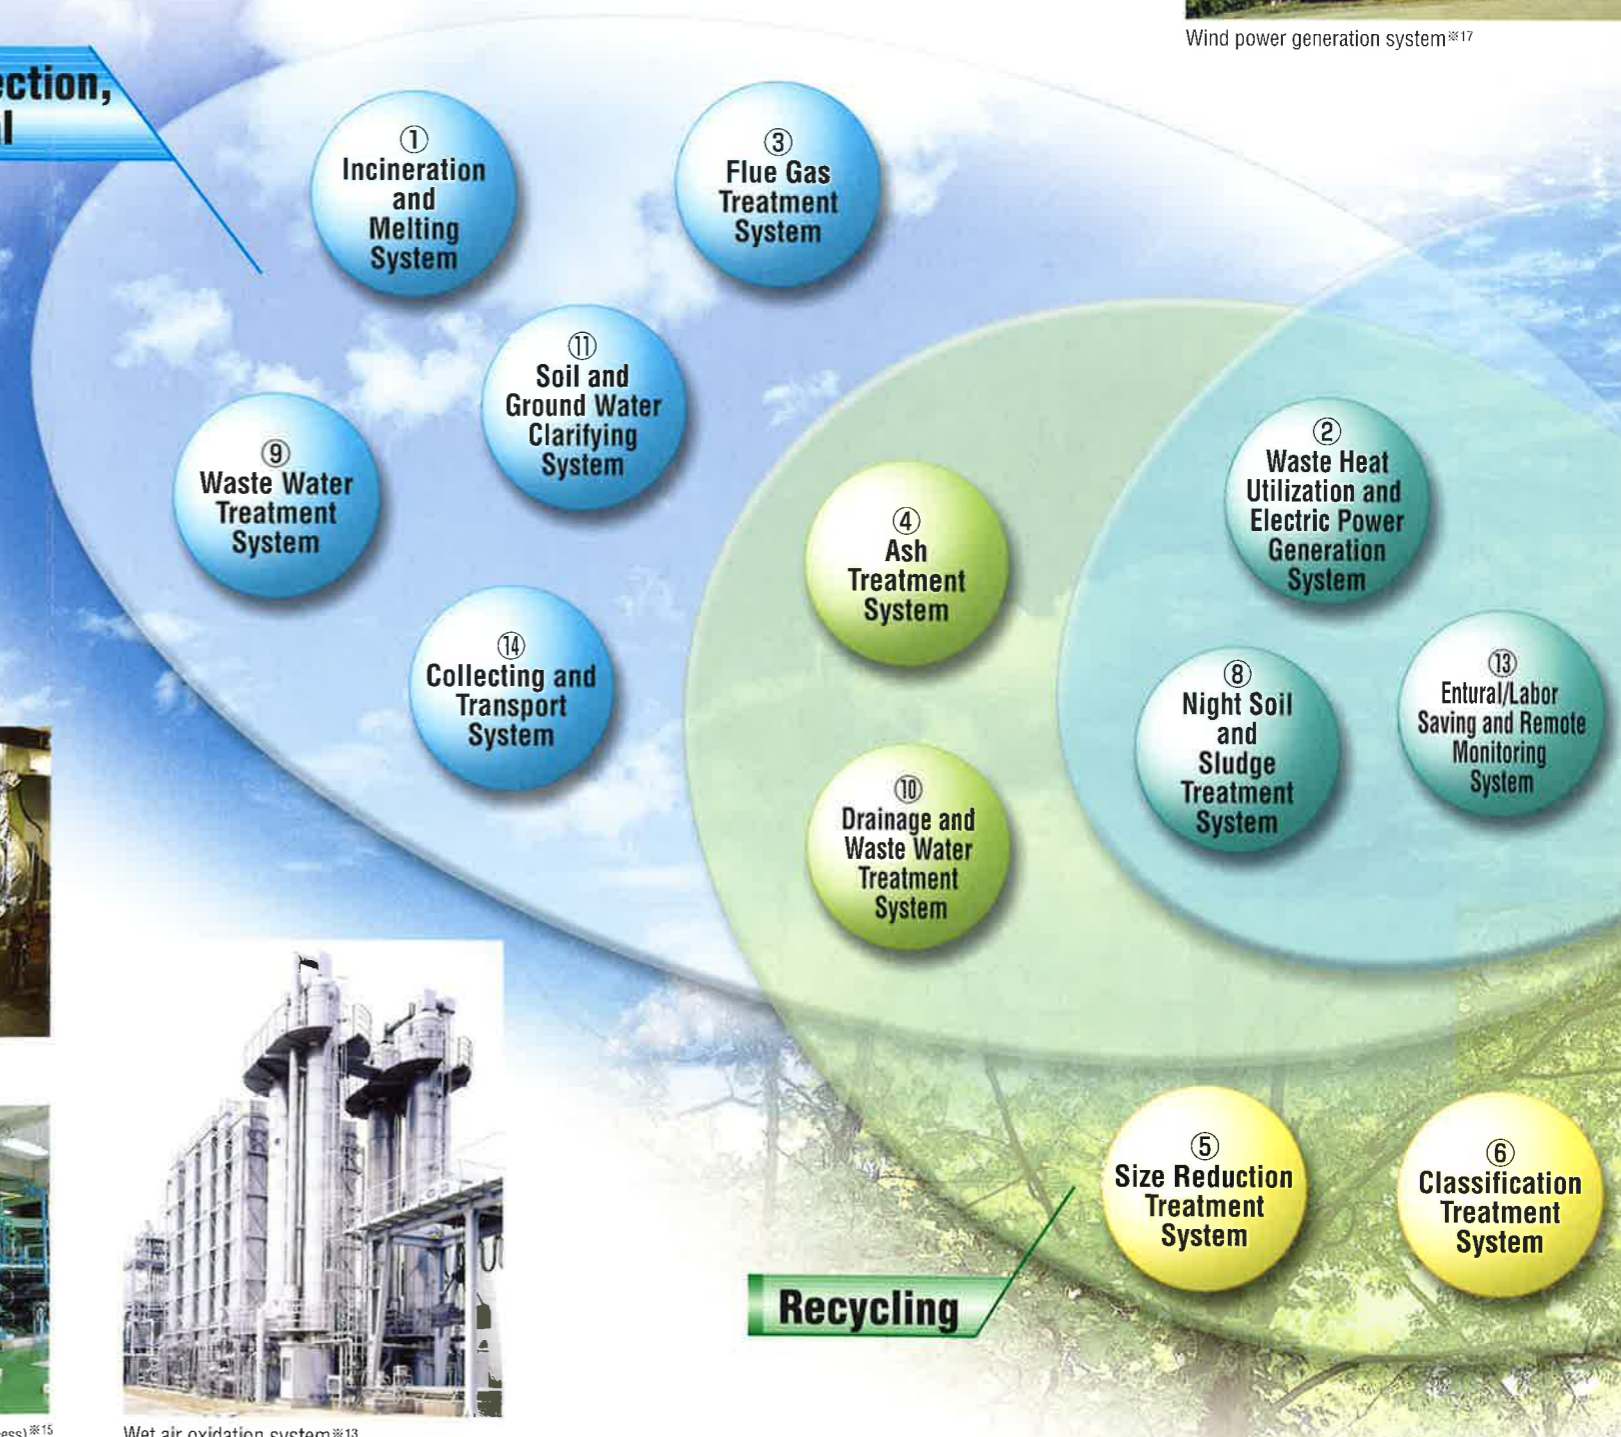 Wind power generation system※17
ction,
l
①
Incineration
and
Melting
System
③
Flue Gas
Treatment
System
⑪
Soil and
Ground Water
Clarifying
System
⑨
Waste Water
Treatment
System
②
Waste Heat
Utilization and
Electric Power
Generation
System
④
Ash
Treatment
System
⑭
Collecting and
Transport
System
⑧
Night Soil
and
Sludge
Treatment
System
⑬
Entural/Labor
Saving and Remote
Monitoring
System
⑩
Drainage and
Waste Water
Treatment
System
⑤
Size Reduction
Treatment
System
⑥
Classification
Treatment
System
Recycling
ess)※15
Wet air oxidation system※13